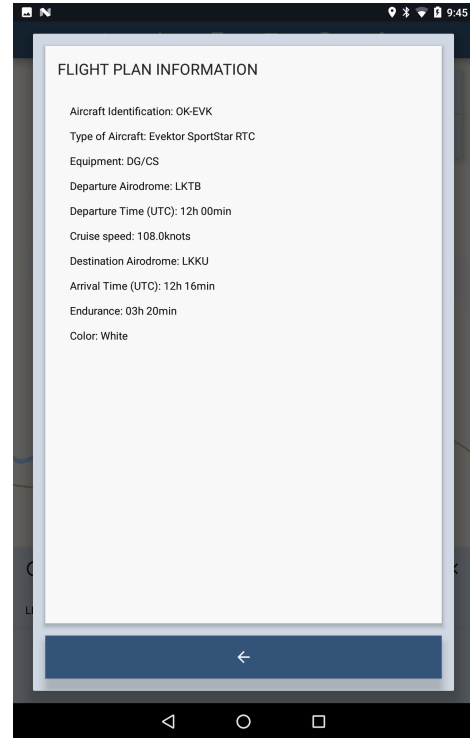 9:45
FLIGHT PLAN INFORMATION
Aircraft Identification: OK-EVK
Type of Aircraft: Evektor SportStar RTC
Equipment: DG/CS
Departure Airodrome: LKTB
Departure Time (UTC): 12h 00min
Cruise speed: 108.0knots
Destination Airodrome: LKKU
Arrival Time (UTC): 12h 16min
Endurance: 03h 20min
Color: White